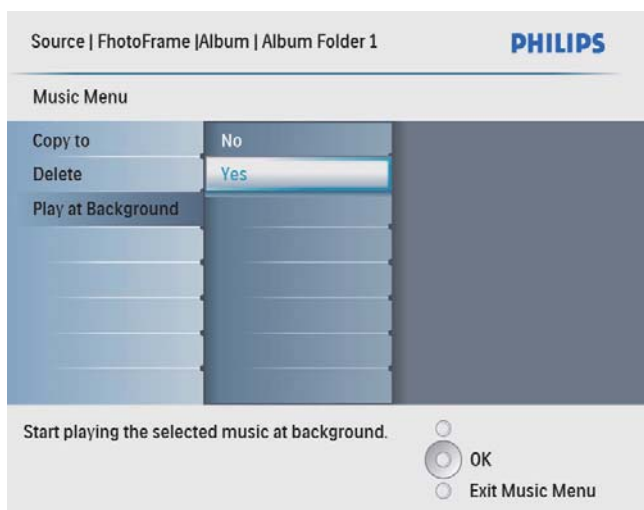 Source | FhotoFrame |Album | Album Folder 1
PHILIPS
Music Menu
Copy to
No
Delete
Yes
Play at Background
Start playing the selected music at background.
OK
Exit Music Menu